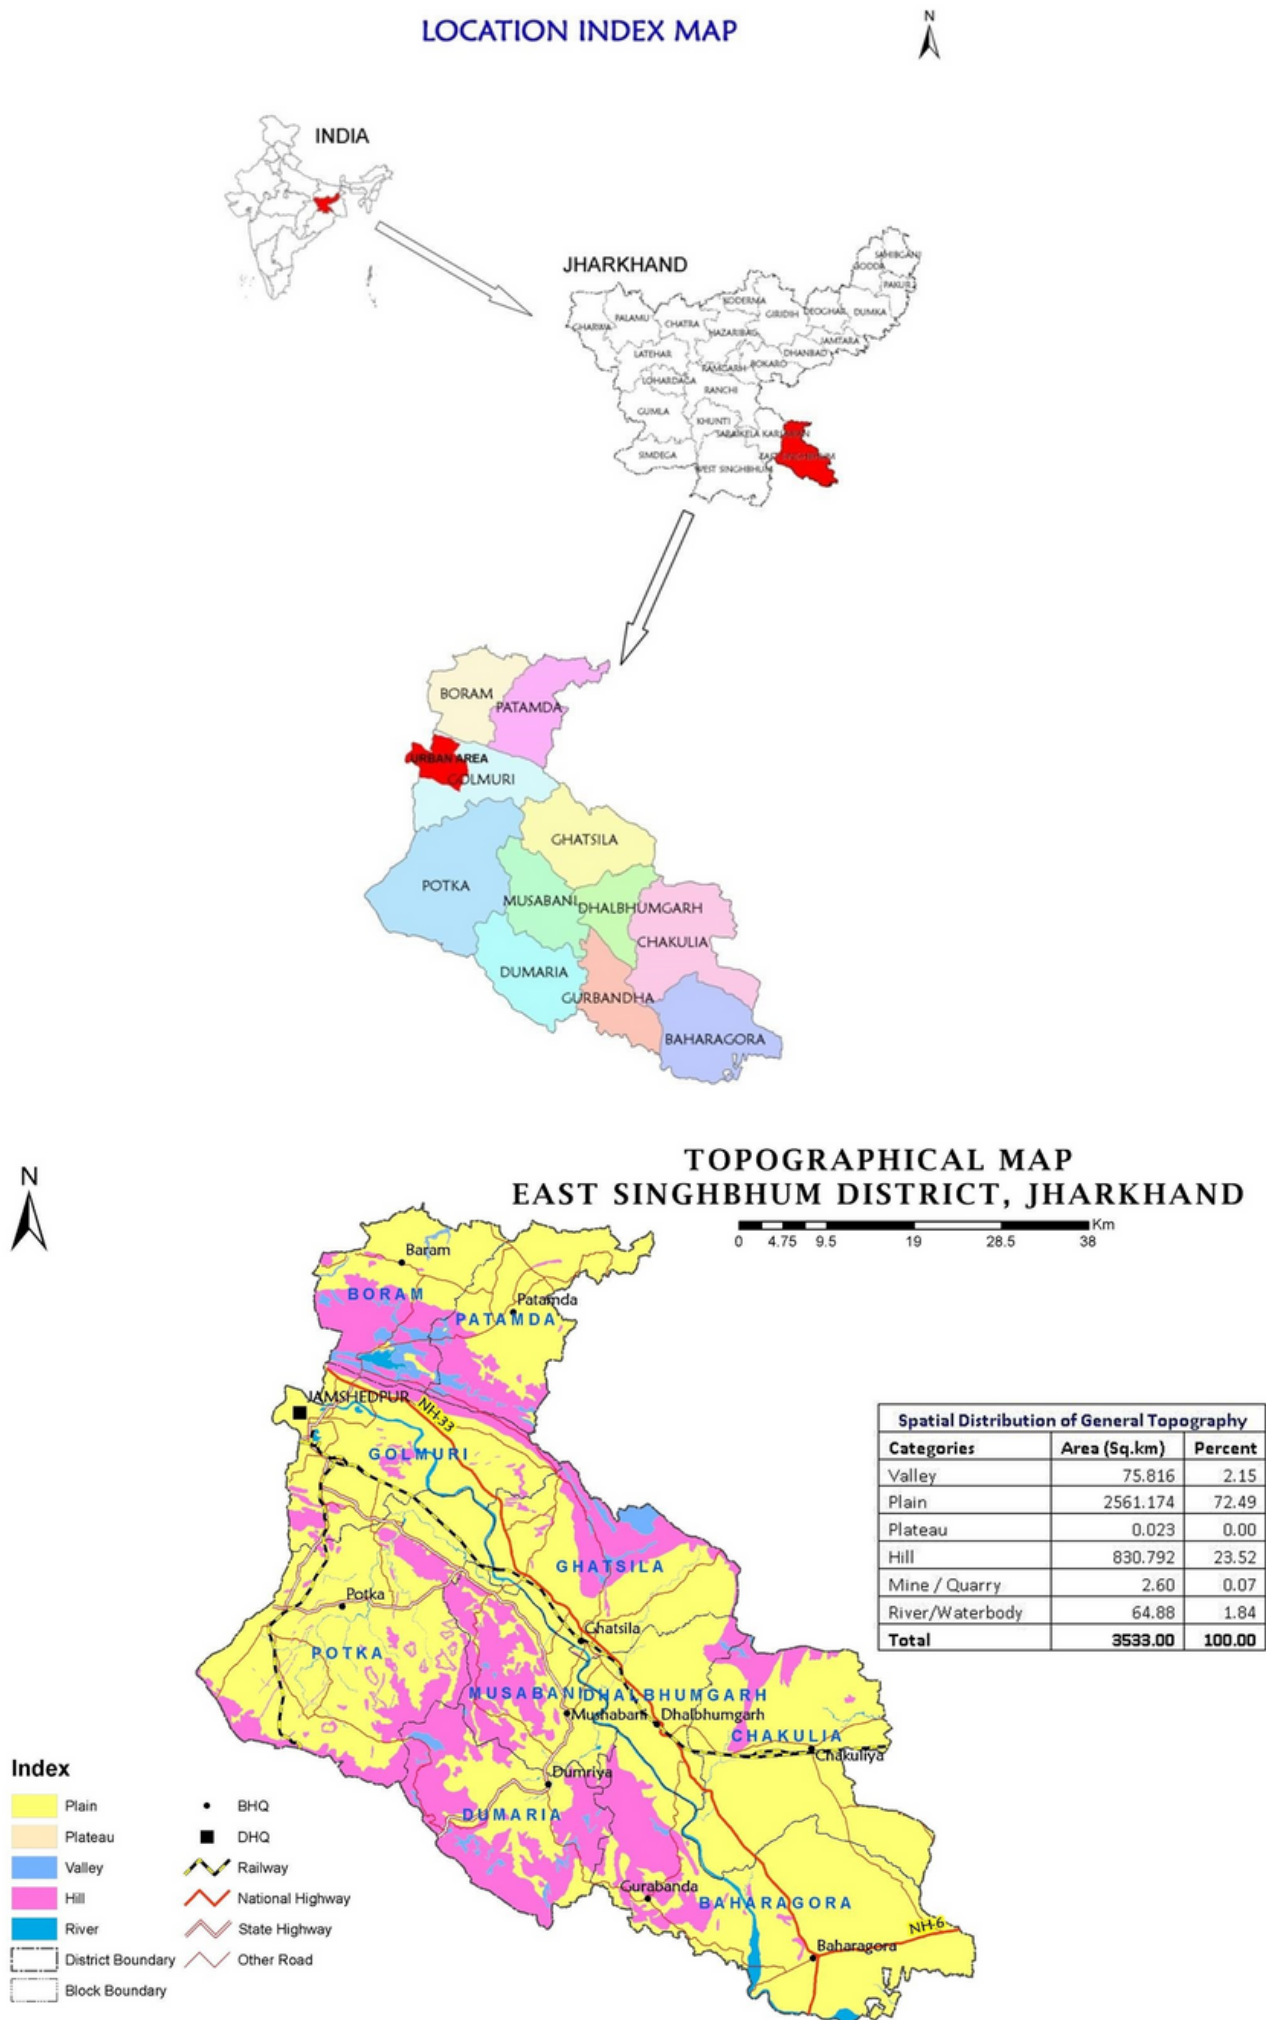 LOCATION INDEX MAP
N
INDIA
JHARKHAND
SAHIBGANJ
GODDA
PAKUR
KODERMA
GIRIDIH
DEOGHAR
DUMKA
PALAMU
CHATRA
GHARWA
HAZARIBAG
JAMTARA
LATEHAR
DHANBAD
RAMGARH
BOKARO
LOHARDAGA
RANCHI
GUMLA
KHUNTI
SARAIKELA
SIMDEGA
WEST SINGHBHUM
EAST SINGHBHUM
BORAM
PATAMDA
URBAN AREA
GOLMURI
GHATSILA
POTKA
MUSABANI
DHALBHUMGARH
CHAKULIA
DUMARIA
GURBANDHA
BAHARAGORA
TOPOGRAPHICAL MAP
EAST SINGHBHUM DISTRICT, JHARKHAND
N
Km
0 4.75 9.5 19 28.5 38
Baram
BORAM
Patamda
PATAMDA
JAMSHEDPUR
NH-33
GOLMURI
GHATSILA
Potka
Ghatsila
POTKA
MUSABANI
DHALBHUMGARH
Mushabani
Dhalbhumgarh
CHAKULIA
Chakuliya
Dumriya
DUMARIA
Gurabanda
BAHARAGORA
NH-6
Baharagora
Spatial Distribution of General Topography
Categories Area (Sq.km) Percent
Valley 75.816 2.15
Plain 2561.174 72.49
Plateau 0.023 0.00
Hill 830.792 23.52
Mine / Quarry 2.60 0.07
River/Waterbody 64.88 1.84
Total 3533.00 100.00
Index
Plain BHQ
Plateau DHQ
Valley Railway
Hill National Highway
River State Highway
District Boundary Other Road
Block Boundary